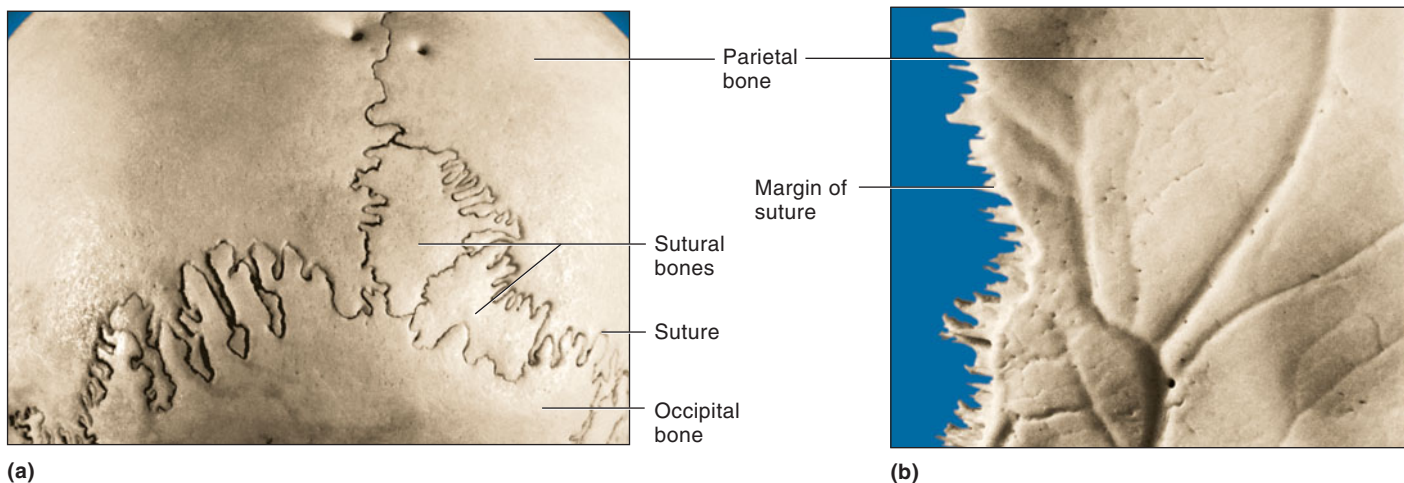 Parietal
bone
Margin of
suture
Sutural
bones
Suture
Occipital
bone
(a)
(b)